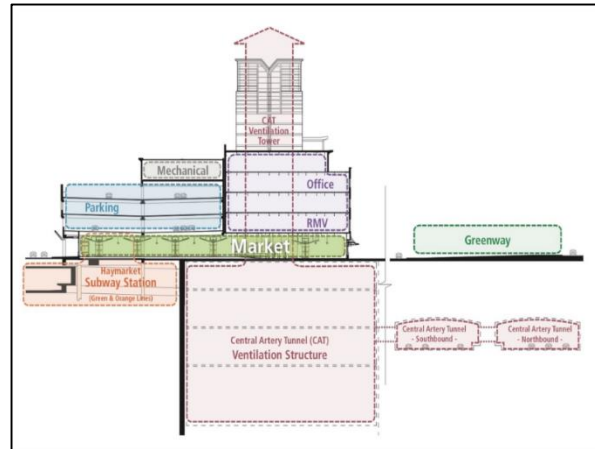 CAT
Ventilation
Tower
Mechanical
Office
Parking
RMV
Market
Greenway
Haymarket
Subway Station
(Green & Orange Lines)
Central Artery Tunnel (CAT)
Ventilation Structure
Central Artery Tunnel
- Southbound -
Central Artery Tunnel
- Northbound -